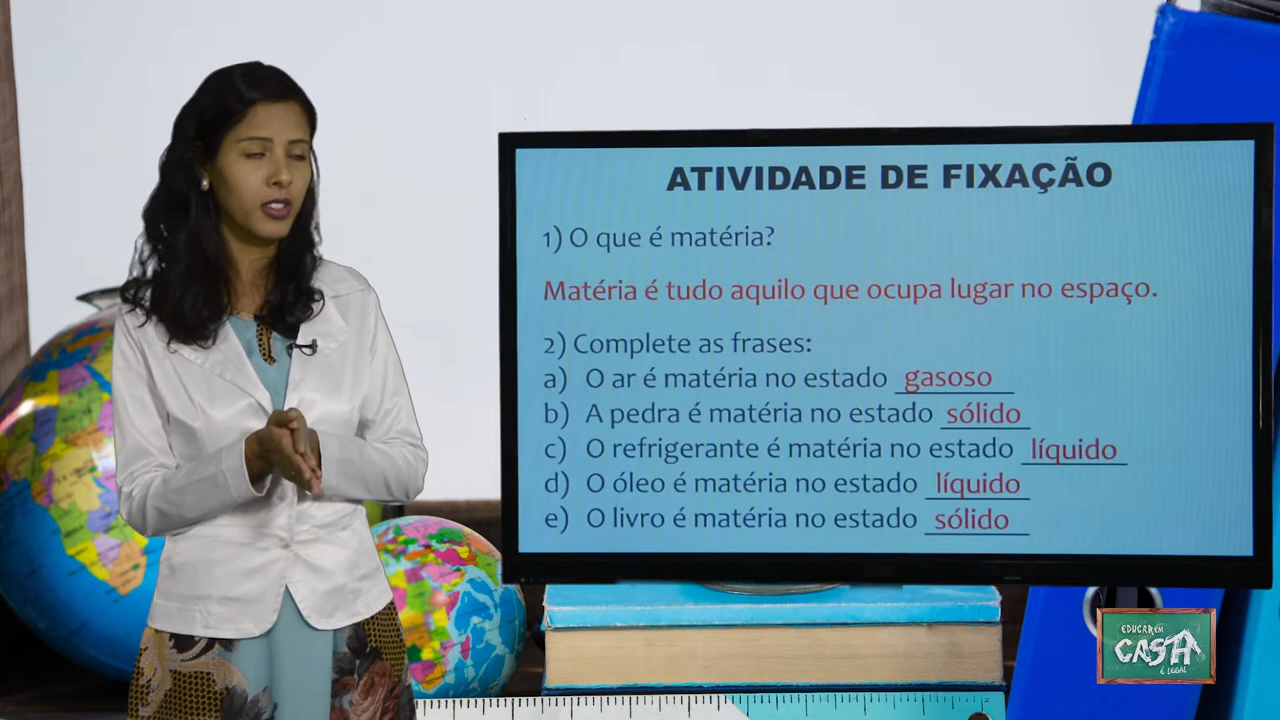 ATIVIDADE DE FIXAÇÃO
1) O que é matéria?
Matéria é tudo aquilo que ocupa lugar no espaço.
2) Complete as frases:
a) O ar é matéria no estado gasoso
b) A pedra é matéria no estado sólido
c) O refrigerante é matéria no estado líquido
d) O óleo é matéria no estado líquido
e) O livro é matéria no estado sólido
EDUCAR EM
CASA
É LEGAL